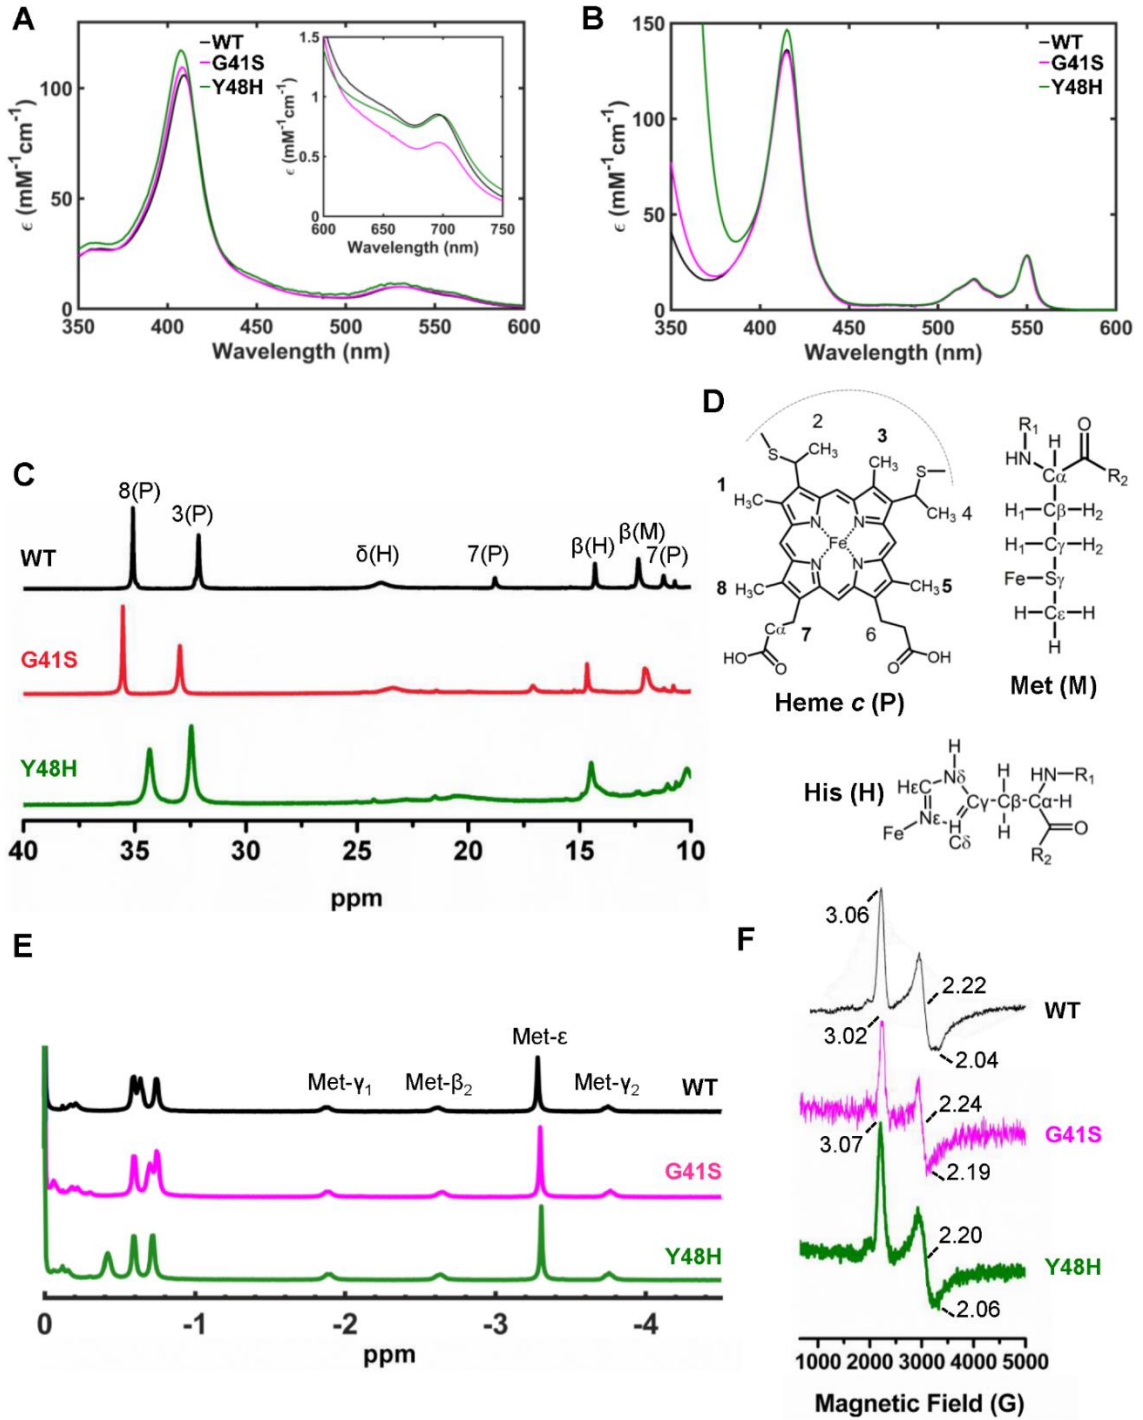 A
WT
G41S
Y48H
ϵ (mM-1cm-1)
100
50
0
350 400 450 500 550 600
Wavelength (nm)
1.5
1
0.5
0
ϵ (mM-1cm-1)
600 650 700 750
Wavelength (nm)
B
WT
G41S
Y48H
ϵ (mM-1cm-1)
150
100
50
0
350 400 450 500 550 600
Wavelength (nm)
C
8(P)
3(P)
δ(H)
7(P)
β(H)
β(M)
7(P)
WT
G41S
Y48H
40 35 30 25 20 15 10
ppm
D
2
3
S
CH3
CH3
S
1
H3C
CH3 4
N N
Fe
N N
8 H3C
CH3 5
Cα
7
6
HO O
O OH
Heme c (P)
R1
H O
HN
Cα R2
H1 Cβ H2
H1 Cγ H2
Fe Sγ
H Cε H
H
Met (M)
His (H)
H
Nδ
H HN R1
Hε
Cγ Cβ Cα H
Nε H
Fe
Cδ
H
O
R2
E
Met-ε
Met-γ1
Met-β2
Met-γ2
WT
G41S
Y48H
0 -1 -2 -3 -4
ppm
F
3.06
2.22
WT
3.02
2.04
2.24
G41S
3.07
2.19
2.20
Y48H
2.06
1000 2000 3000 4000 5000
Magnetic Field (G)